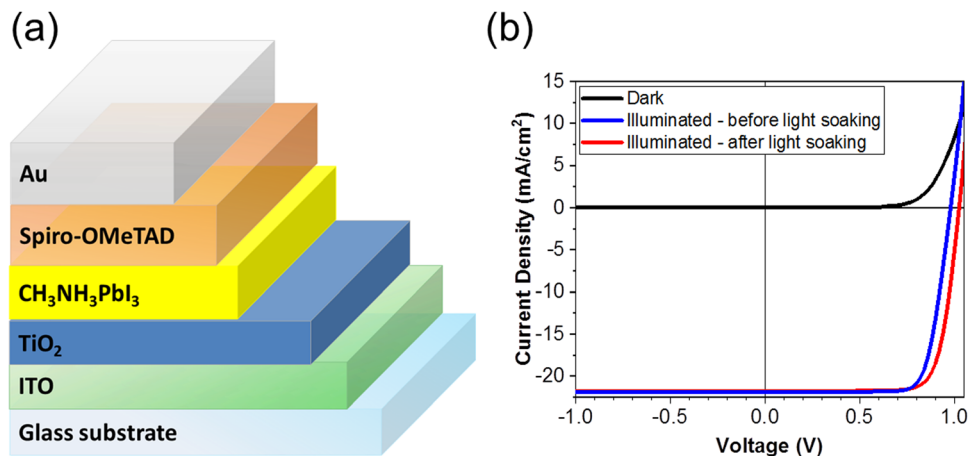 (a)
Au
Spiro-OMeTAD
CH₃NH₃PbI₃
TiO₂
ITO
Glass substrate
(b)
Dark
Illuminated - before light soaking
Illuminated - after light soaking
Current Density (mA/cm²)
15
10
5
0
-5
-10
-15
-20
-1.0
-0.5
0.0
0.5
1.0
Voltage (V)